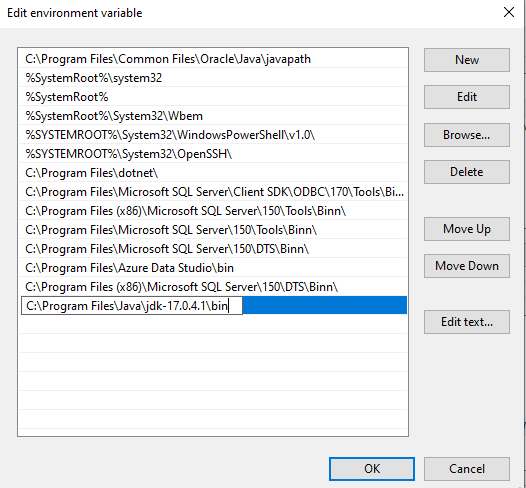 Edit environment variable
C:\Program Files\Common Files\Oracle\Java\javapath
%SystemRoot%\system32
%SystemRoot%
%SystemRoot%\System32\Wbem
%SYSTEMROOT%\System32\WindowsPowerShell\v1.0\
%SYSTEMROOT%\System32\OpenSSH\
C:\Program Files\dotnet\
C:\Program Files\Microsoft SQL Server\Client SDK\ODBC\170\Tools\Bi...
C:\Program Files (x86)\Microsoft SQL Server\150\Tools\Binn\
C:\Program Files\Microsoft SQL Server\150\Tools\Binn\
C:\Program Files\Microsoft SQL Server\150\DTS\Binn\
C:\Program Files\Azure Data Studio\bin
C:\Program Files (x86)\Microsoft SQL Server\150\DTS\Binn\
C:\Program Files\Java\jdk-17.0.4.1\bin
New
Edit
Browse...
Delete
Move Up
Move Down
Edit text...
OK
Cancel